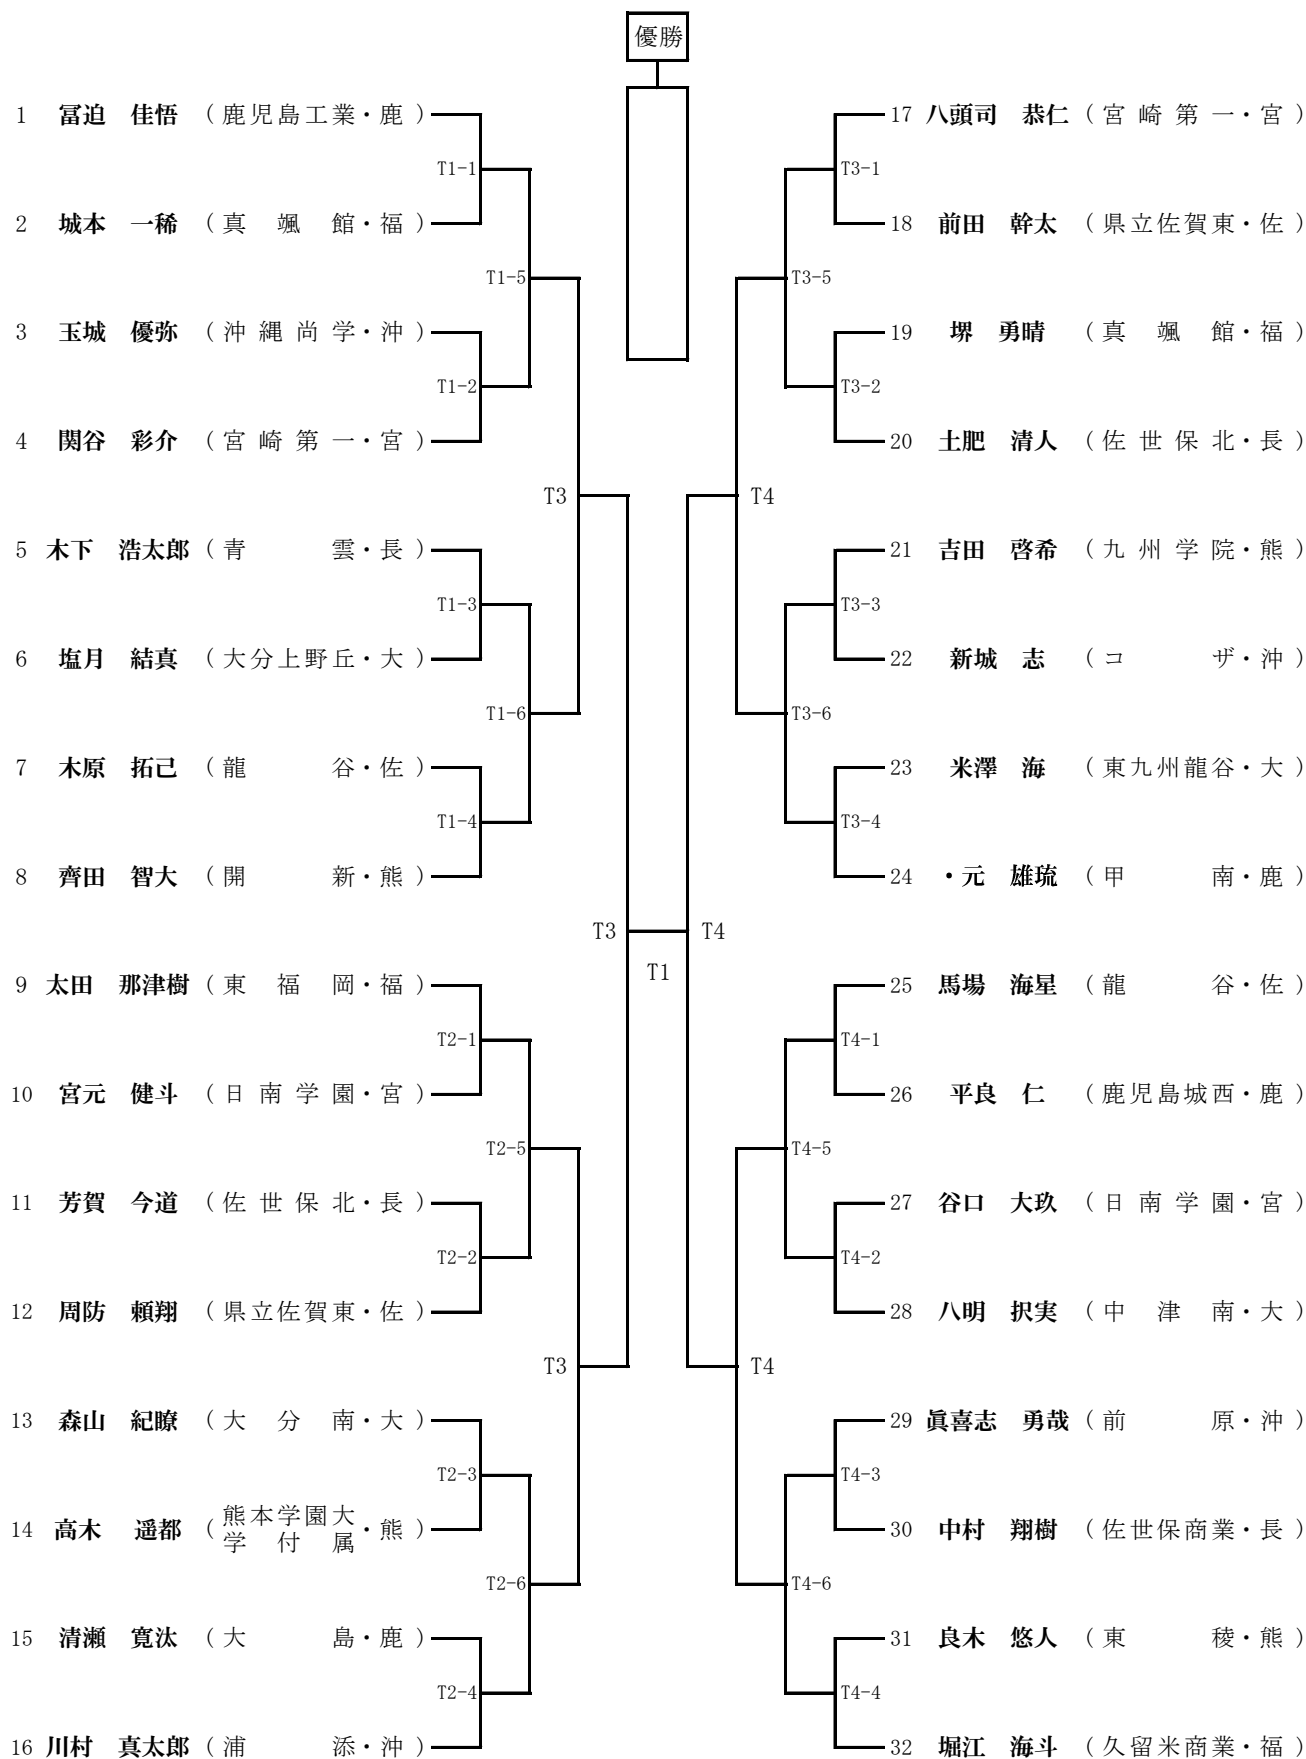 優勝
1 冨迫 佳悟 (鹿児島工業・鹿)
T1-1
2 城本 一稀 (真颯館・福)
T1-5
3 玉城 優弥 (沖縄尚学・沖)
T1-2
4 関谷 彩介 (宮崎第一・宮)
T3
5 木下 浩太郎 (青雲・長)
T1-3
6 塩月 結真 (大分上野丘・大)
T1-6
7 木原 拓己 (龍谷・佐)
T1-4
8 齊田 智大 (開新・熊)
T3
9 太田 那津樹 (東福岡・福)
T2-1
10 宮元 健斗 (日南学園・宮)
T2-5
11 芳賀 今道 (佐世保北・長)
T2-2
12 周防 頼翔 (県立佐賀東・佐)
T3
13 森山 紀瞭 (大分南・大)
T2-3
14 高木 遥都 (熊本学園大学付属・熊)
T2-6
15 清瀬 寛汰 (大島・鹿)
T2-4
16 川村 真太郎 (浦添・沖)
T1
17 八頭司 恭仁 (宮崎第一・宮)
T3-1
18 前田 幹太 (県立佐賀東・佐)
T3-5
19 堺 勇晴 (真颯館・福)
T3-2
20 土肥 清人 (佐世保北・長)
T4
21 吉田 啓希 (九州学院・熊)
T3-3
22 新城 志 (コザ・沖)
T3-6
23 米澤 海 (東九州龍谷・大)
T3-4
24 ・元 雄琉 (甲南・鹿)
T4
25 馬場 海星 (龍谷・佐)
T4-1
26 平良 仁 (鹿児島城西・鹿)
T4-5
27 谷口 大玖 (日南学園・宮)
T4-2
28 八明 択実 (中津南・大)
T4
29 眞喜志 勇哉 (前原・沖)
T4-3
30 中村 翔樹 (佐世保商業・長)
T4-6
31 良木 悠人 (東稜・熊)
T4-4
32 堀江 海斗 (久留米商業・福)